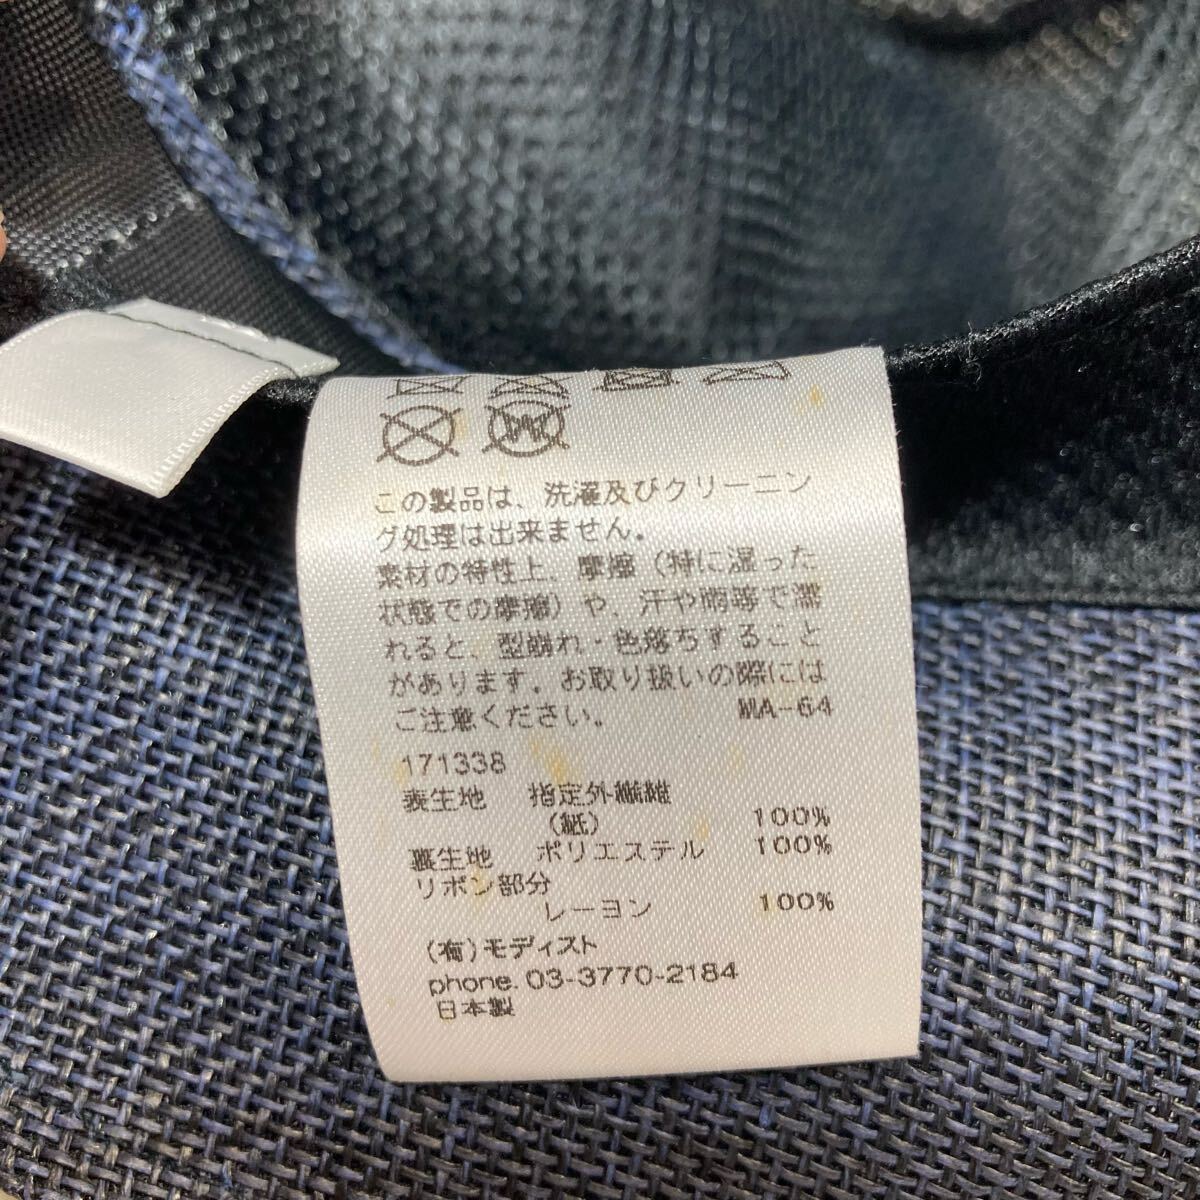 この製品は、洗濯及びクリーニン
グ処理は出来ません。
素材の特性上、摩擦（特に湿った
状態での摩擦）や、汗や雨等で濡
れると、型崩れ・色落ちすること
があります。お取り扱いの際には
ご注意ください。 MA-64
171338
表生地 指定外繊維
（紙） 100%
裏生地 ポリエステル 100%
リボン部分
レーヨン 100%
(有)モディスト
phone. 03-3770-2184
日本製